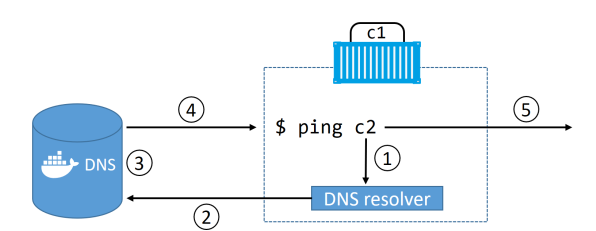 c1
④
⑤
$ ping c2
DNS
③
①
DNS resolver
②